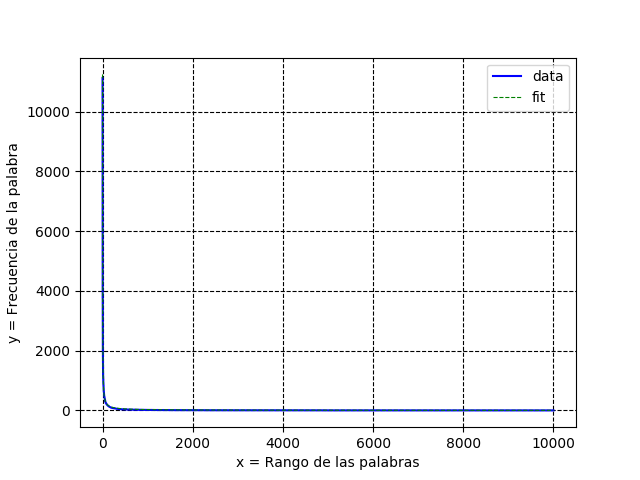 data
fit
10000
8000
6000
4000
2000
0
y = Frecuencia de la palabra
0 2000 4000 6000 8000 10000
x = Rango de las palabras